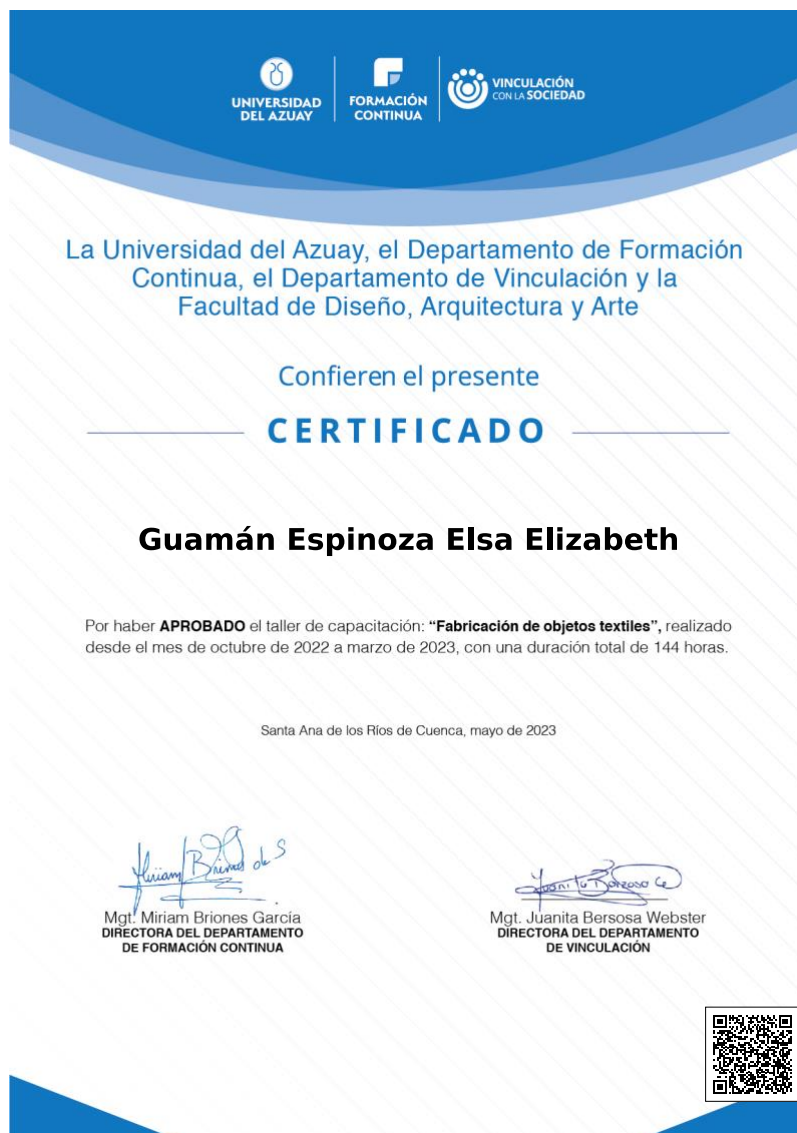 UNIVERSIDAD
DEL AZUAY
FORMACIÓN
CONTINUA
VINCULACIÓN
CON LA SOCIEDAD
La Universidad del Azuay, el Departamento de Formación
Continua, el Departamento de Vinculación y la
Facultad de Diseño, Arquitectura y Arte
Confieren el presente
CERTIFICADO
Guamán Espinoza Elsa Elizabeth
Por haber APROBADO el taller de capacitación: “Fabricación de objetos textiles”, realizado
desde el mes de octubre de 2022 a marzo de 2023, con una duración total de 144 horas.
Santa Ana de los Ríos de Cuenca, mayo de 2023
Miriam Briones de S
Mgt. Miriam Briones García
DIRECTORA DEL DEPARTAMENTO
DE FORMACIÓN CONTINUA
Mgt. Juanita Bersosa Webster
DIRECTORA DEL DEPARTAMENTO
DE VINCULACIÓN